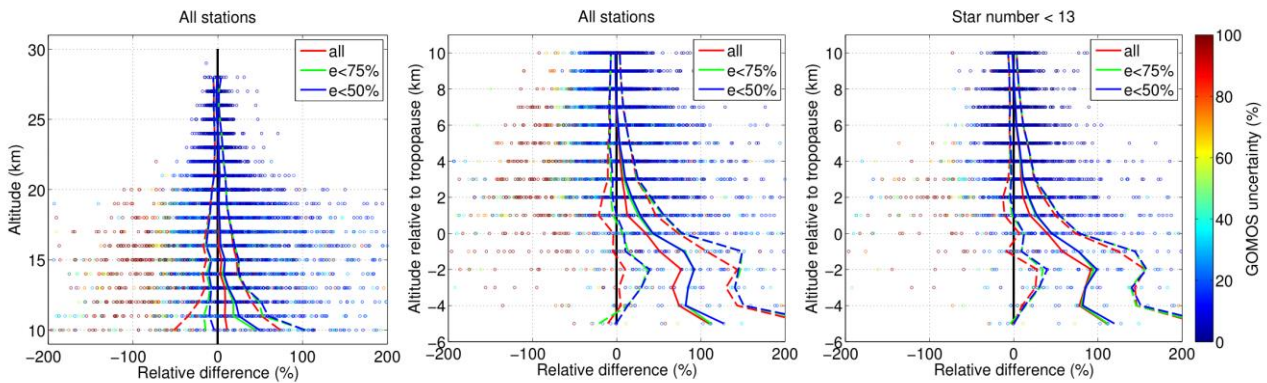 All stations
Altitude (km)
30
25
20
15
10
all
e<75%
e<50%
−200 −100 0 100 200
Relative difference (%)
All stations
Altitude relative to tropopause (km)
10
8
6
4
2
0
−2
−4
−6
all
e<75%
e<50%
−200 −100 0 100 200
Relative difference (%)
Star number < 13
Altitude relative to tropopause (km)
10
8
6
4
2
0
−2
−4
−6
all
e<75%
e<50%
−200 −100 0 100 200
Relative difference (%)
100
80
60
40
20
0
GOMOS uncertainty (%)